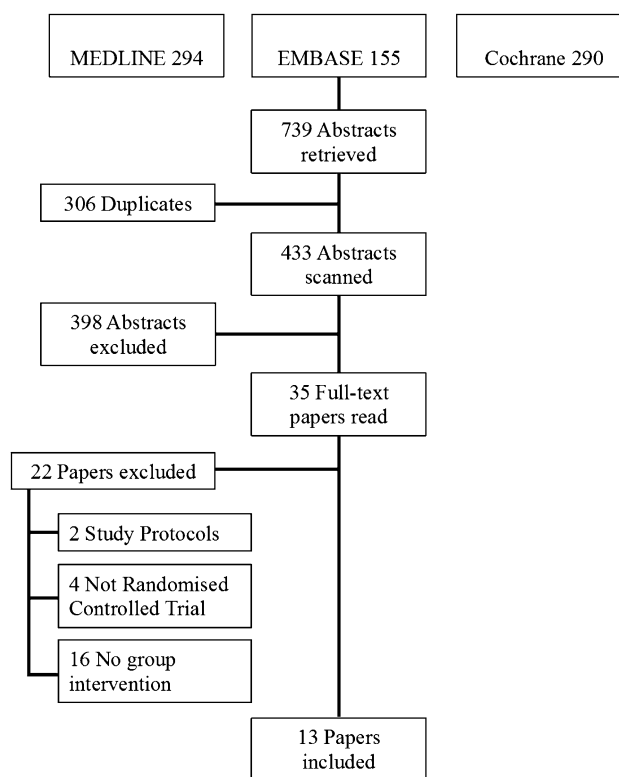 MEDLINE 294
EMBASE 155
Cochrane 290
739 Abstracts
retrieved
306 Duplicates
433 Abstracts
scanned
398 Abstracts
excluded
35 Full-text
papers read
22 Papers excluded
2 Study Protocols
4 Not Randomised
Controlled Trial
16 No group
intervention
13 Papers
included